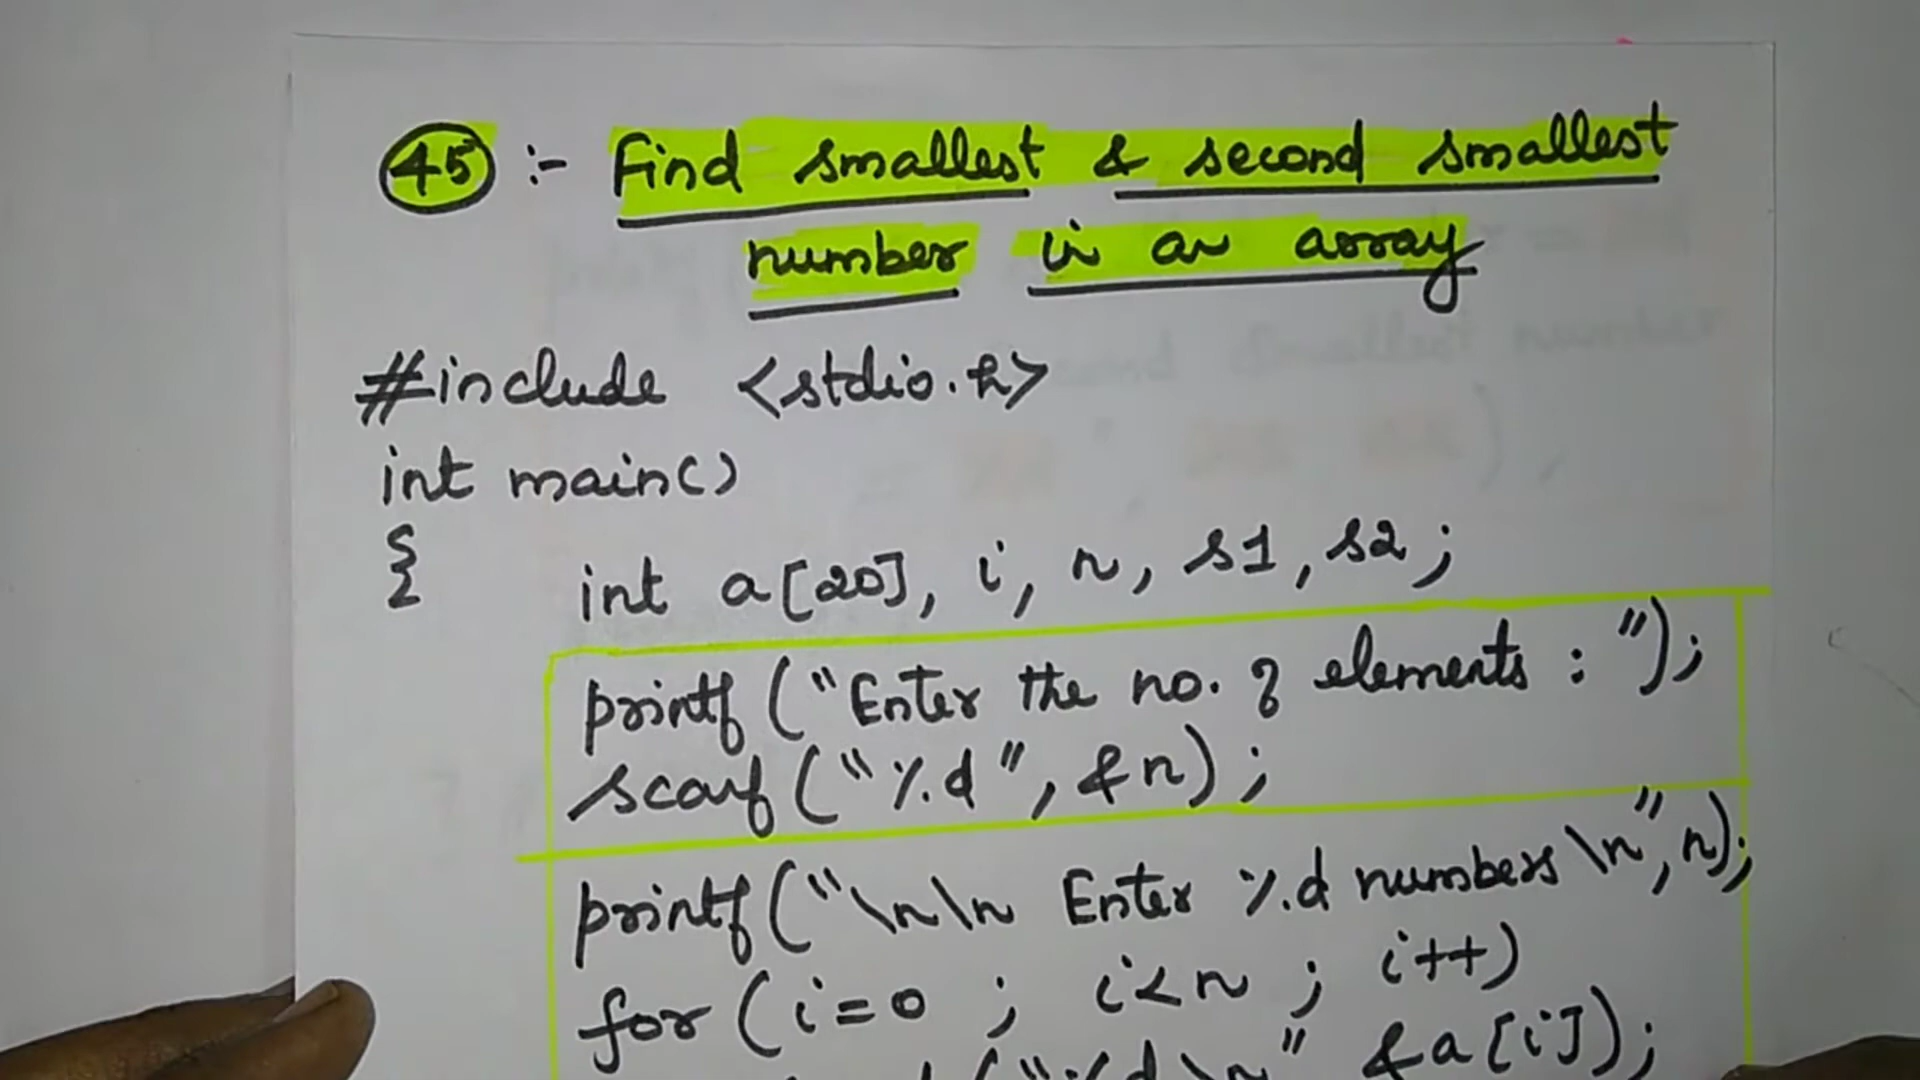 45 :- Find smallest & second smallest
number in an array
#include <stdio.h>
int main()
{ int a[20], i, n, s1, s2;
printf ("Enter the no. of elements : ");
scanf ("%d", &n);
printf ("\n\n Enter %d numbers \n", n);
for (i=0 ; i<n ; i++)
("%d\n" &a[i]);